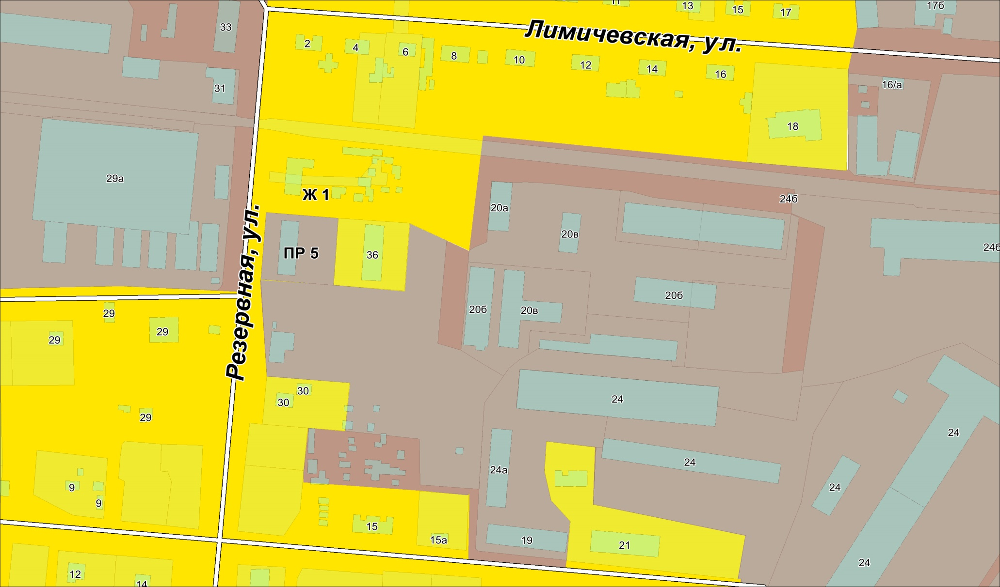 11
13
15
17
17б
33
Лимичевская, ул.
2
4
6
8
10
12
14
16
16/а
31
18
29а
Ж 1
20а
24б
20в
36
ПР 5
24б
Резервная, ул.
20б
20б
20в
29
29
29
30
30
24
29
24
24
24а
9
9
24
15
15а
19
21
24
12
14